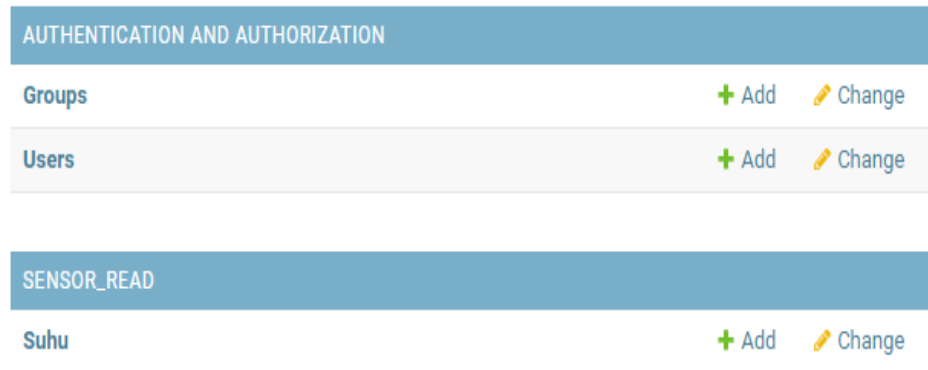 AUTHENTICATION AND AUTHORIZATION
Groups Add Change
Users Add Change
SENSOR_READ
Suhu Add Change